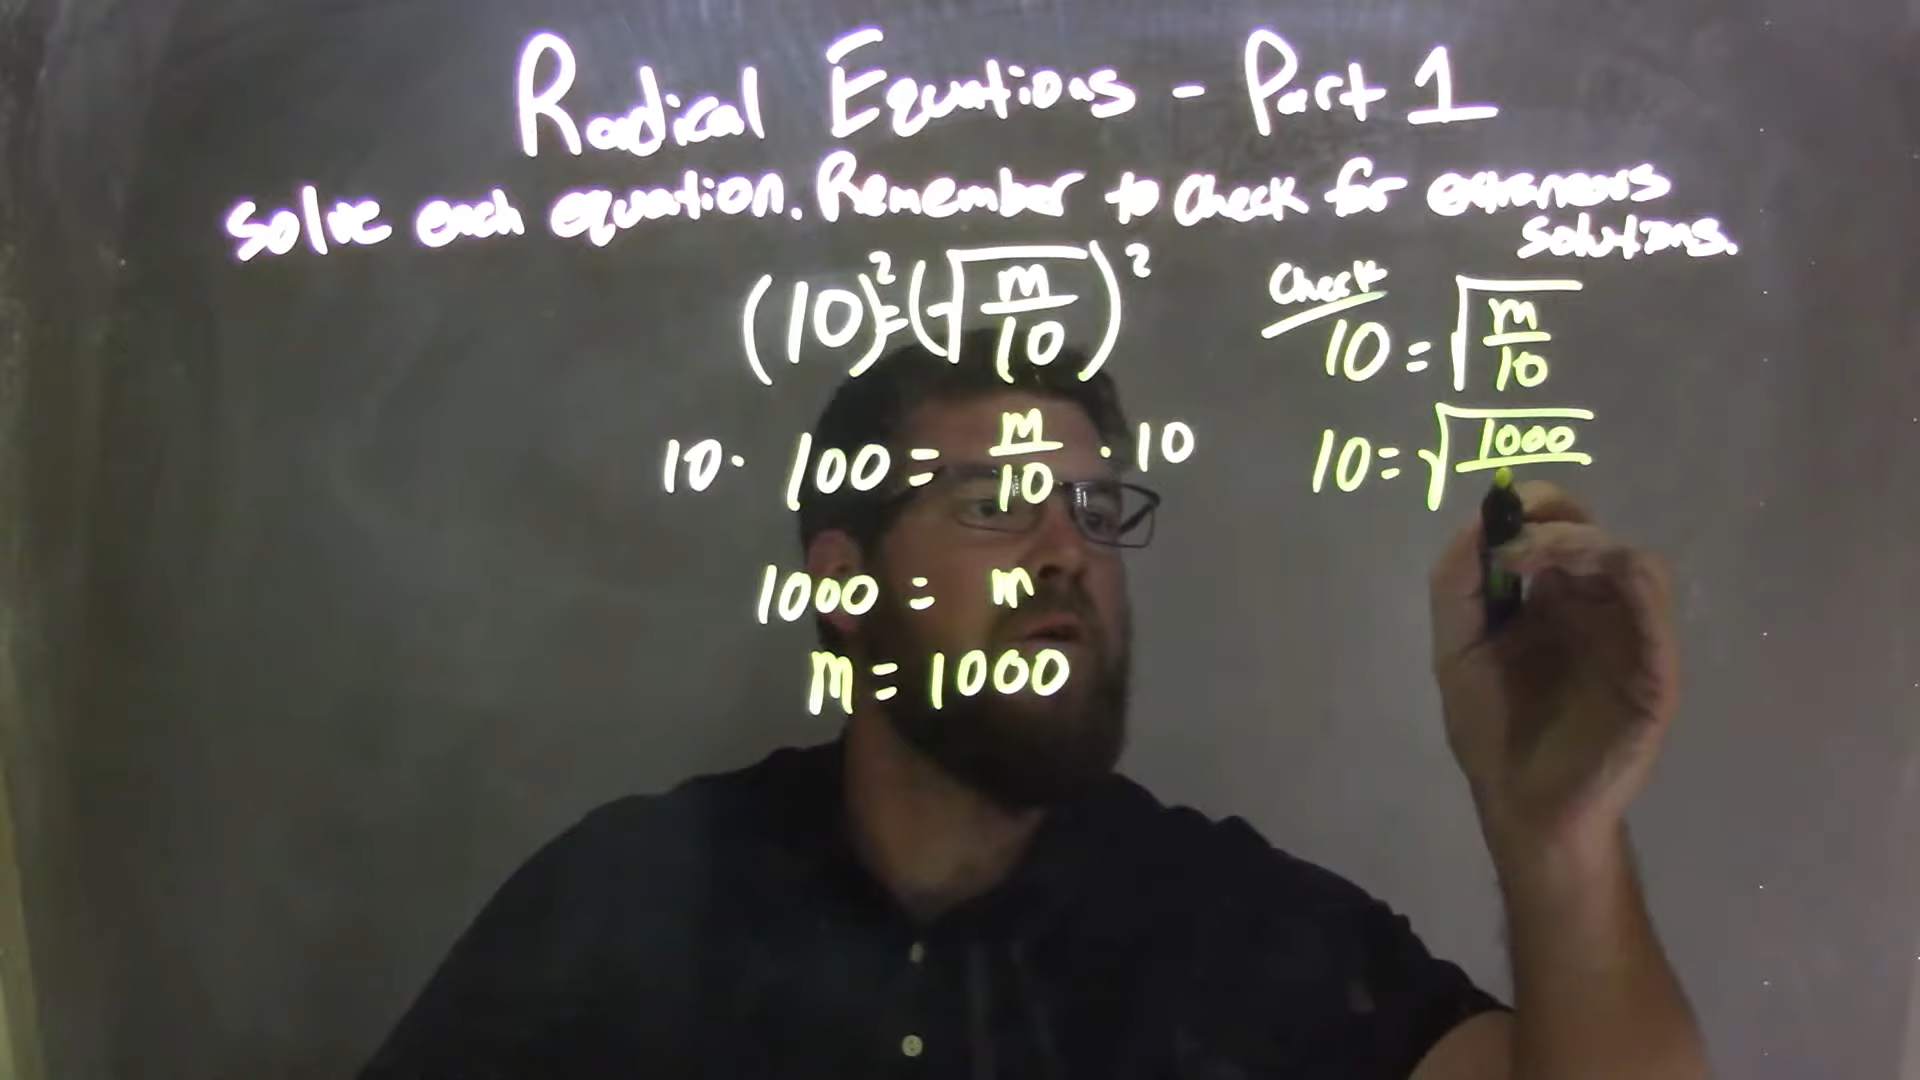 Radical Equations - Part 1
Solve each equation. Remember to check for extraneous
solutions.
(10)² = (√(m/10))²
10 · 100 = m/10 · 10
1000 = m
m = 1000
Check
10 = √(m/10)
10 = √(1000/